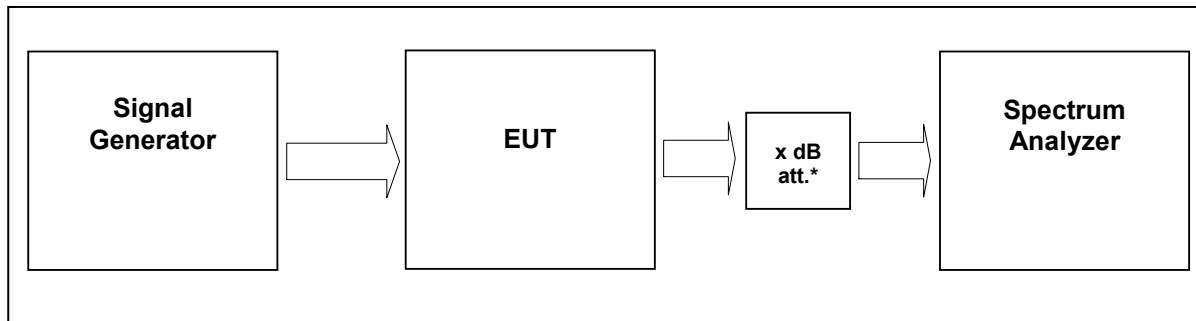 Signal
Generator
EUT
x dB
att.*
Spectrum
Analyzer